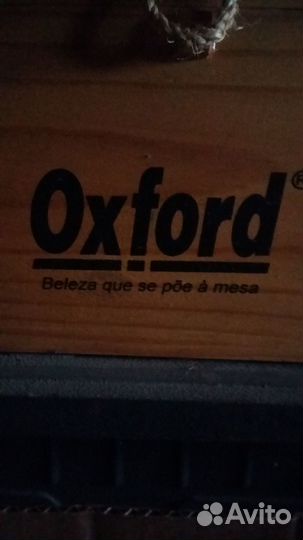 Oxford®
Beleza que se põe à mesa
Avito